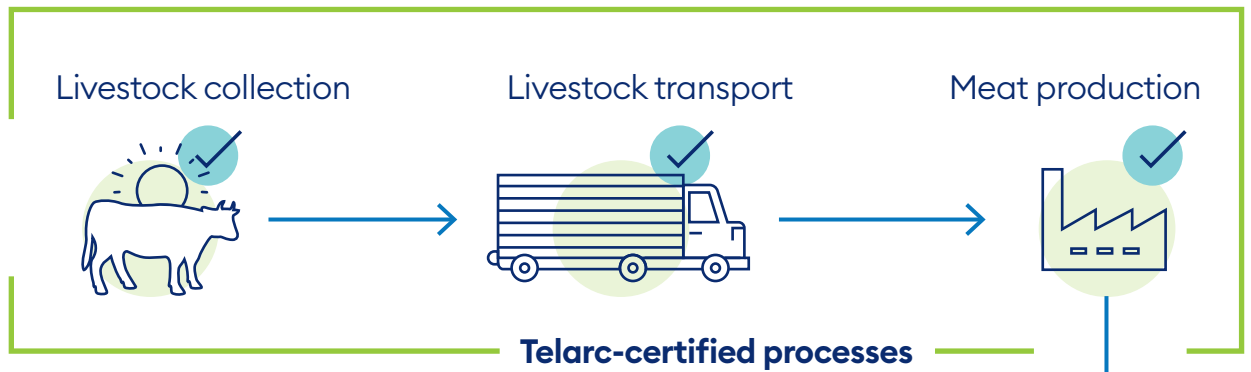 Livestock collection
Livestock transport
Meat production
Telarc-certified processes